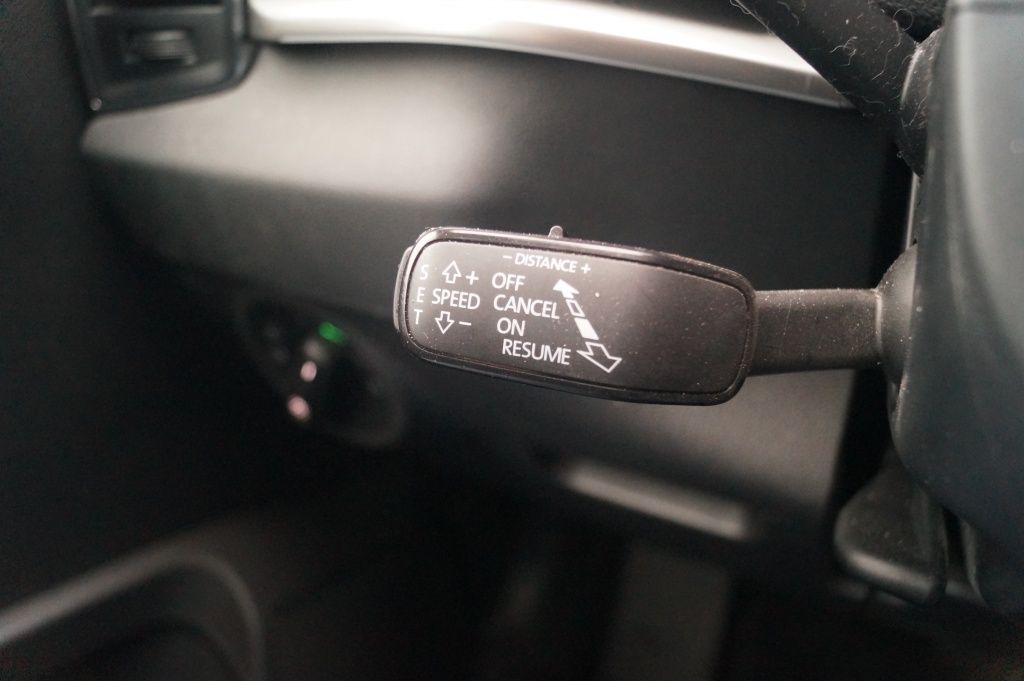 - DISTANCE +
S + OFF
E SPEED CANCEL
T - ON
RESUME